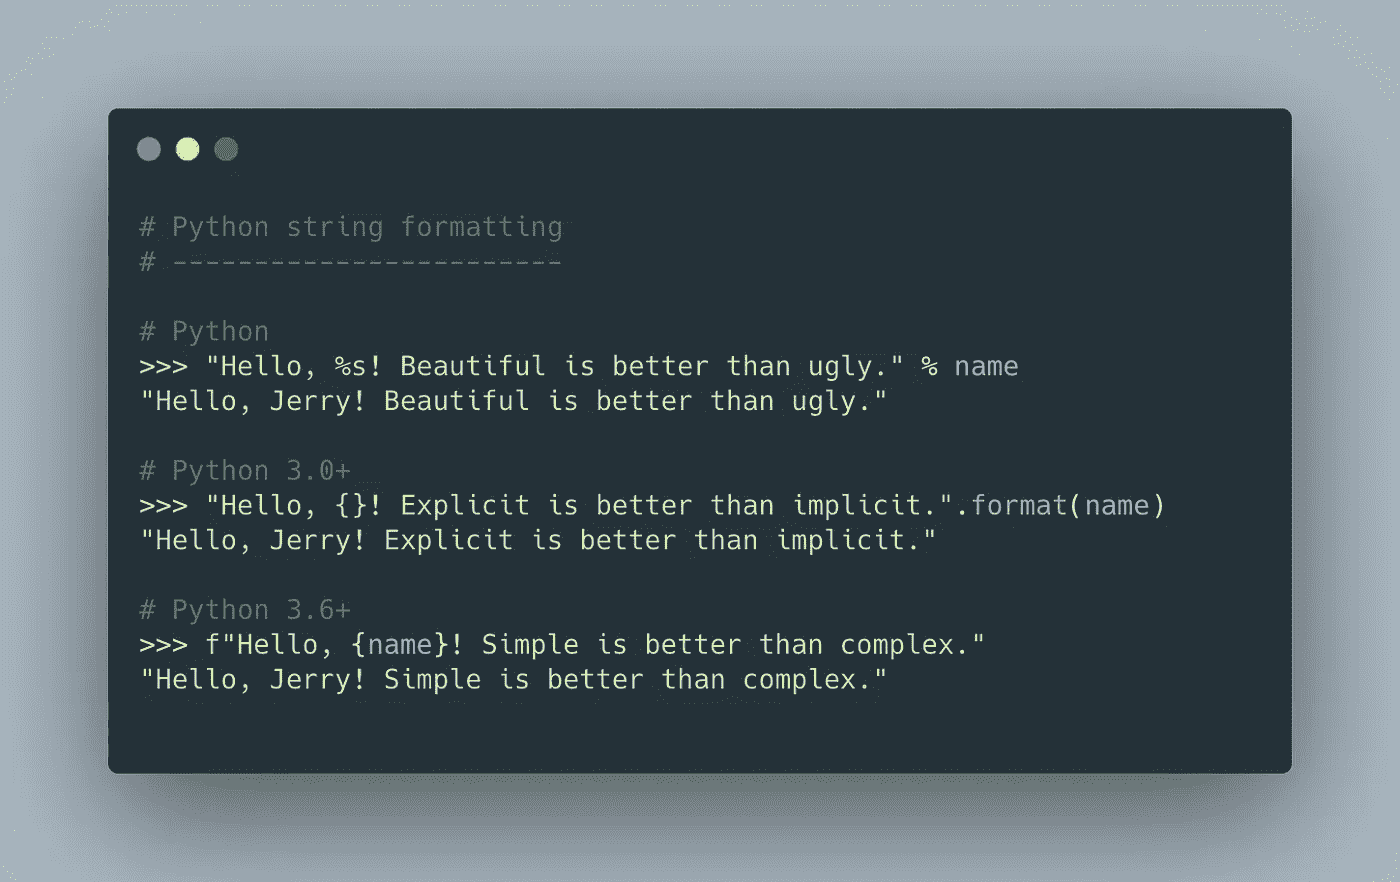 # Python string formatting
# ------------------------
# Python
>>> "Hello, %s! Beautiful is better than ugly." % name
"Hello, Jerry! Beautiful is better than ugly."
# Python 3.0+
>>> "Hello, {}! Explicit is better than implicit.".format(name)
"Hello, Jerry! Explicit is better than implicit."
# Python 3.6+
>>> f"Hello, {name}! Simple is better than complex."
"Hello, Jerry! Simple is better than complex."